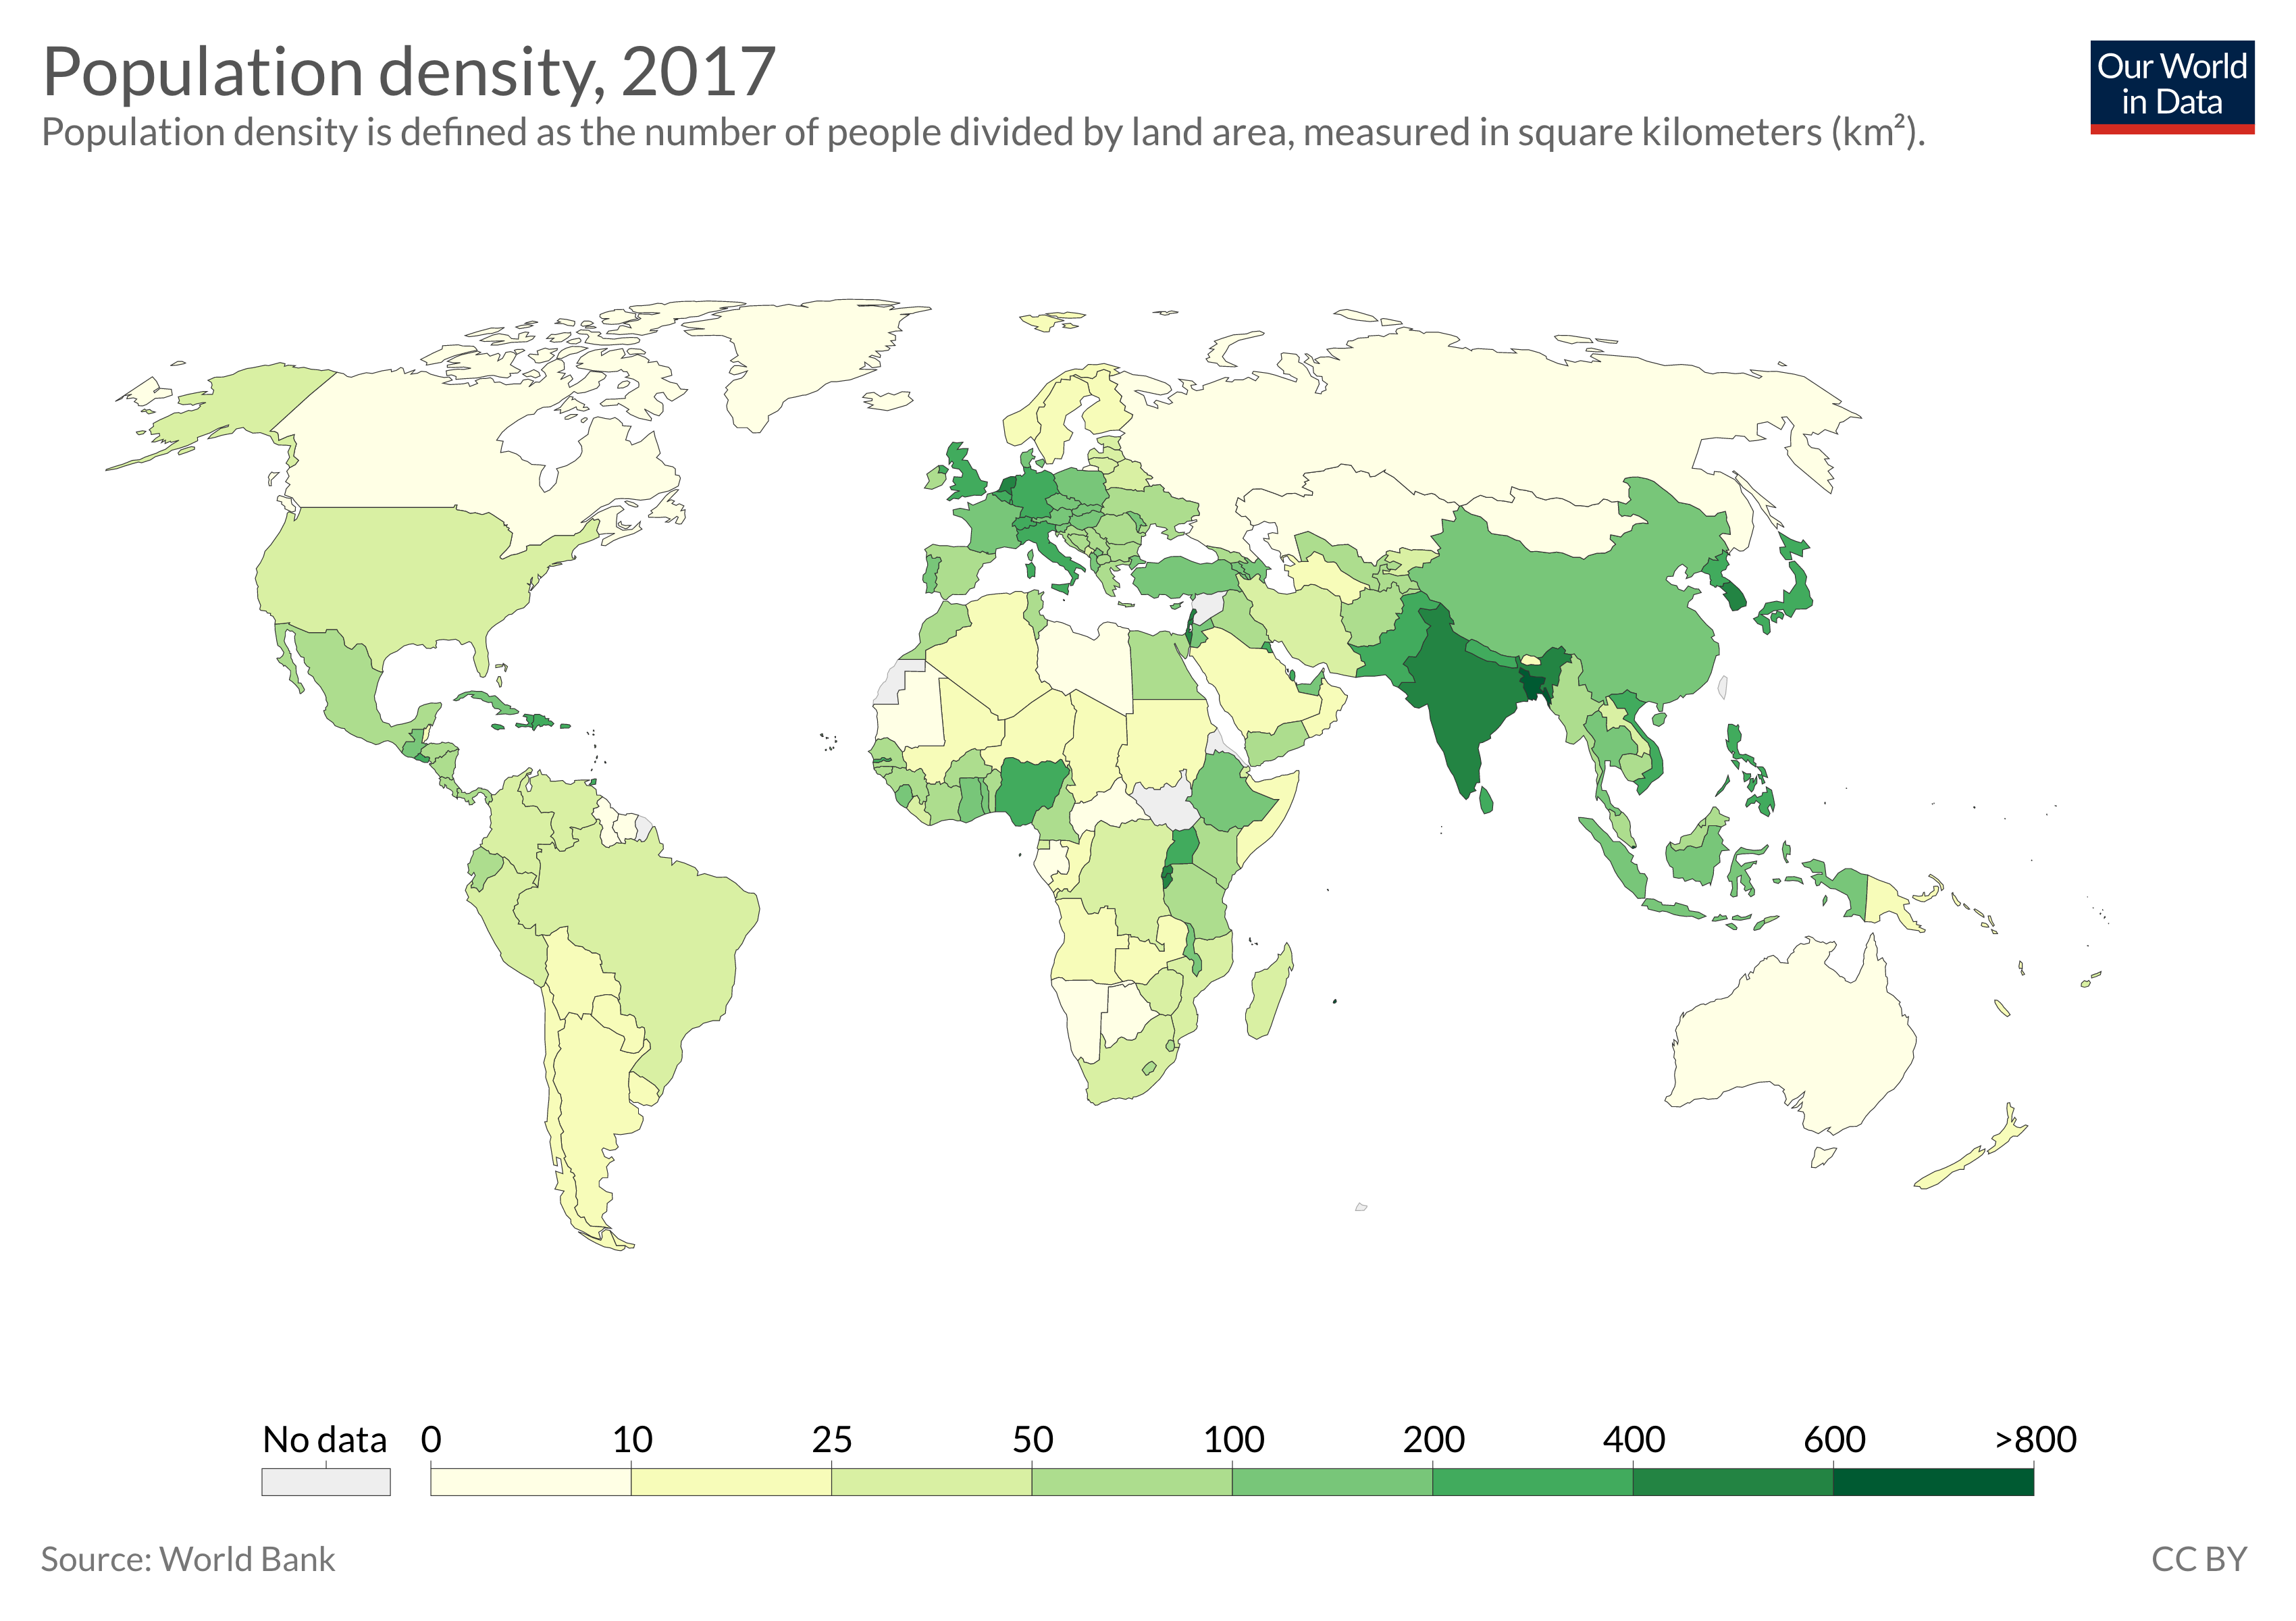 Population density, 2017
Our World
in Data
Population density is defined as the number of people divided by land area, measured in square kilometers (km²).
No data 0 10 25 50 100 200 400 600 >800
Source: World Bank
CC BY